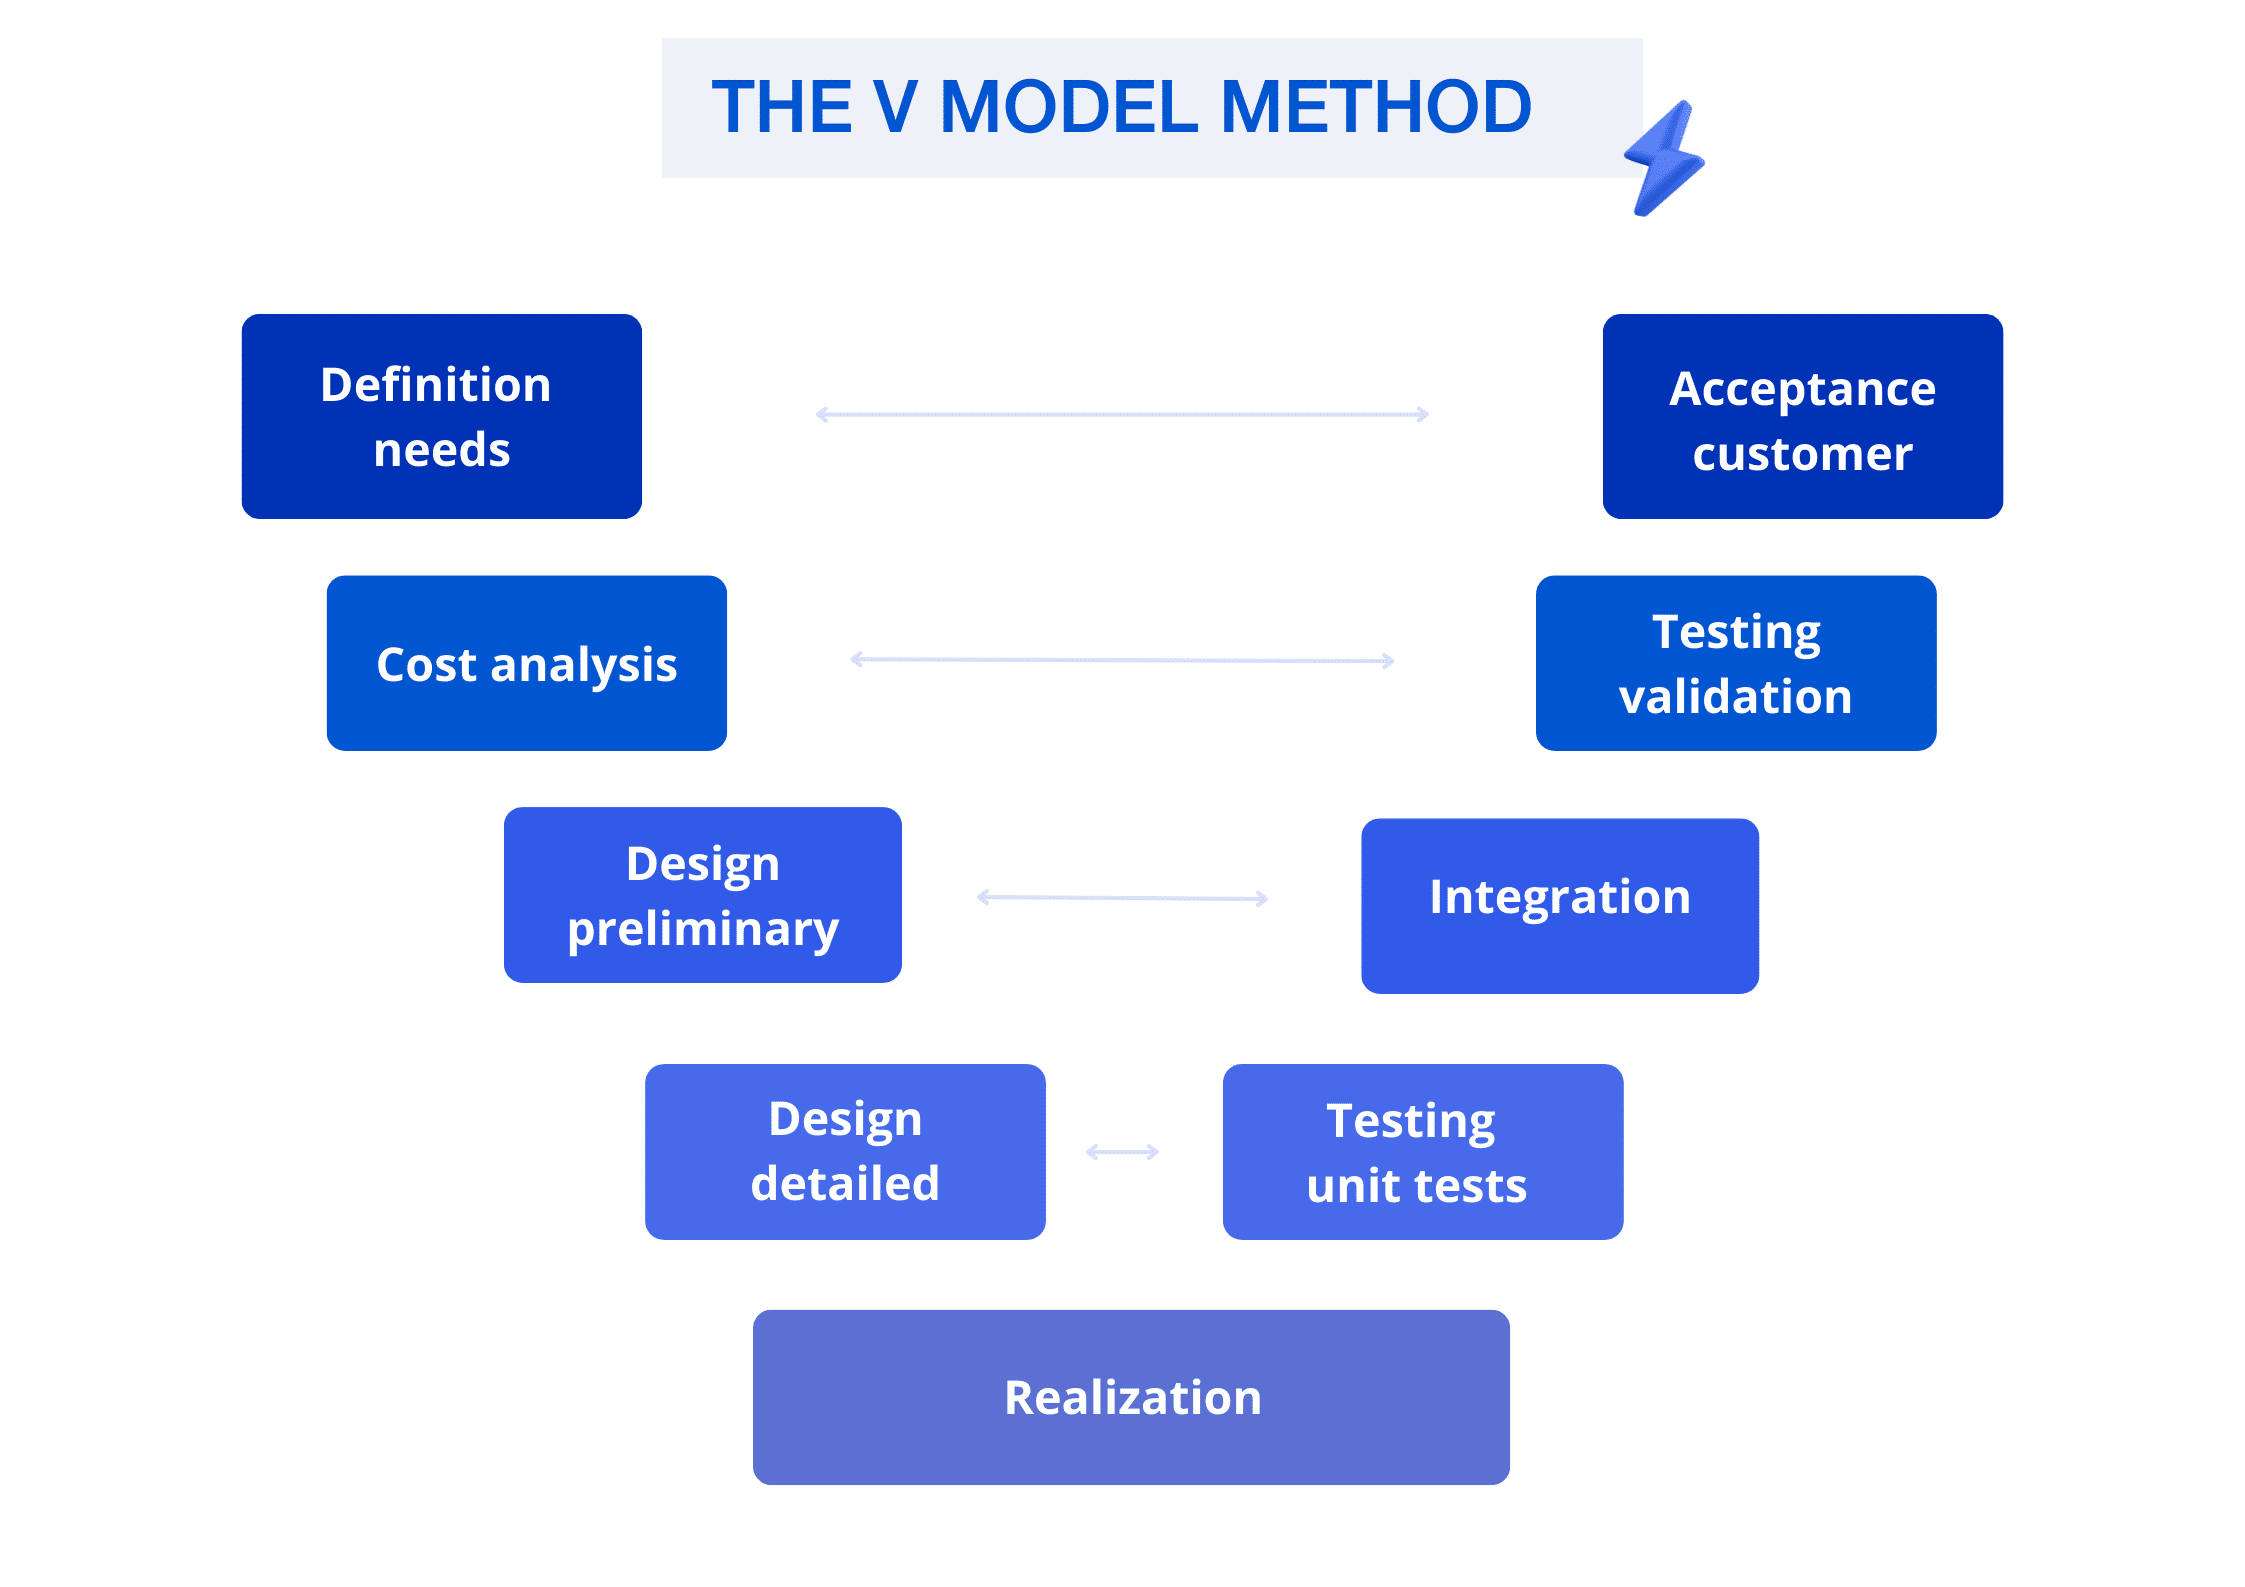 THE V MODEL METHOD
Definition
needs
Acceptance
customer
Cost analysis
Testing
validation
Design
preliminary
Integration
Design
detailed
Testing
unit tests
Realization